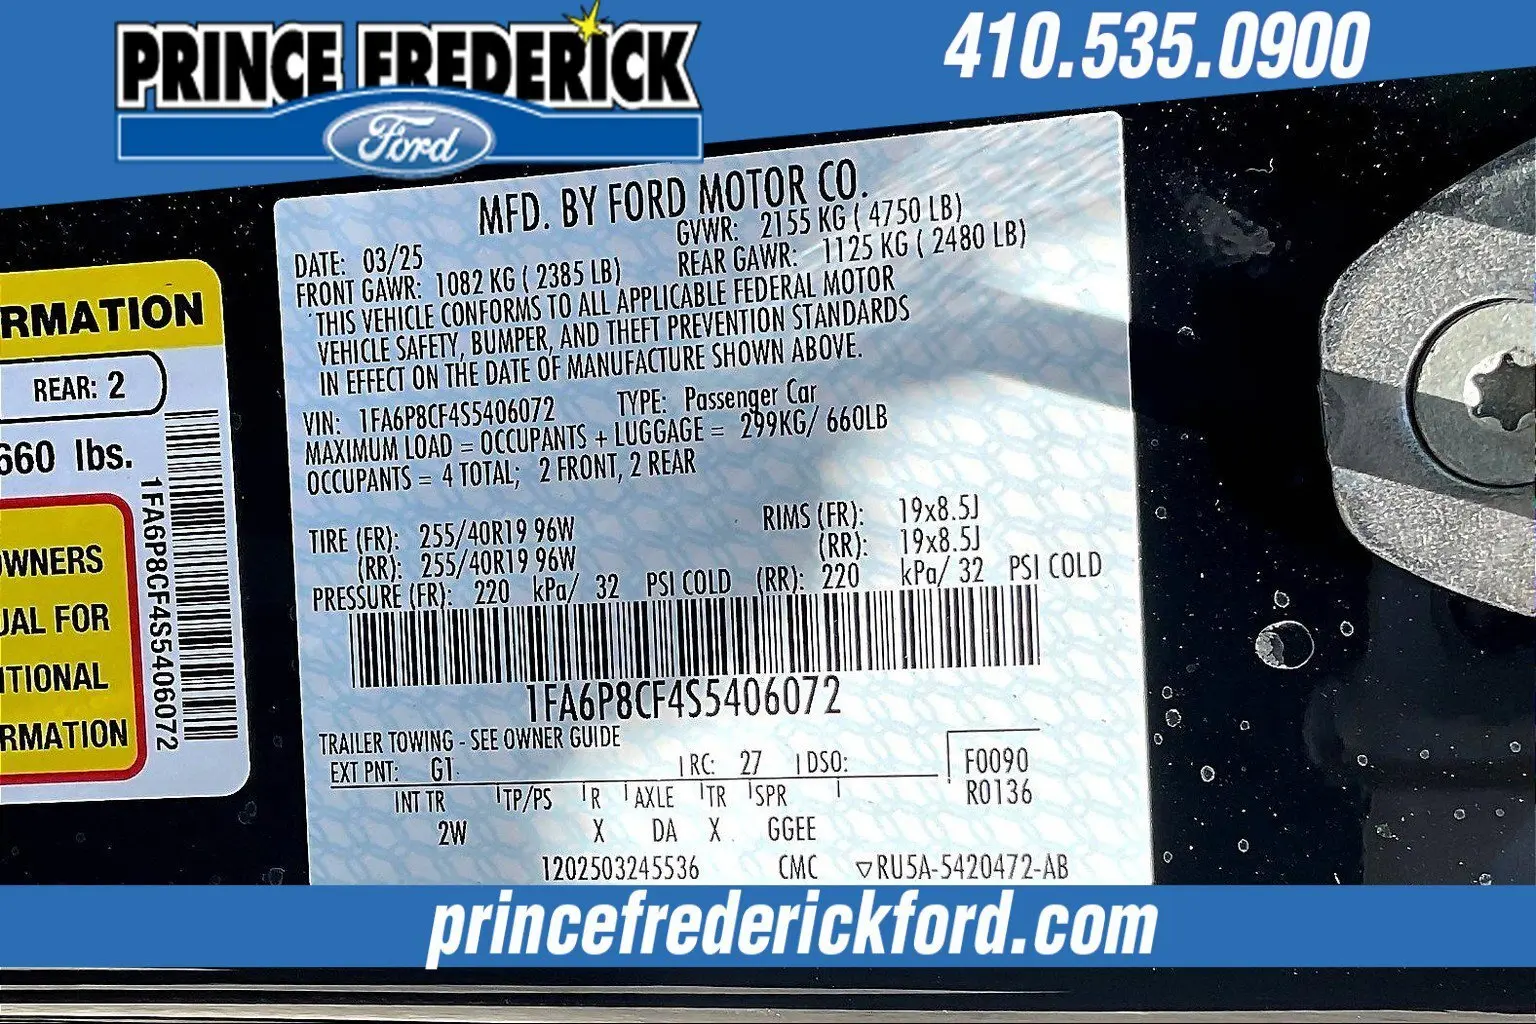 PRINCE FREDERICK
Ford
410.535.0900
MFD. BY FORD MOTOR CO.
DATE: 03/25 GVWR: 2155 KG ( 4750 LB)
FRONT GAWR: 1082 KG ( 2385 LB) REAR GAWR: 1125 KG ( 2480 LB)
THIS VEHICLE CONFORMS TO ALL APPLICABLE FEDERAL MOTOR
VEHICLE SAFETY, BUMPER, AND THEFT PREVENTION STANDARDS
IN EFFECT ON THE DATE OF MANUFACTURE SHOWN ABOVE.
VIN: 1FA6P8CF4S5406072 TYPE: Passenger Car
MAXIMUM LOAD = OCCUPANTS + LUGGAGE = 299KG/ 660LB
OCCUPANTS = 4 TOTAL; 2 FRONT, 2 REAR
TIRE (FR): 255/40R19 96W RIMS (FR): 19x8.5J
(RR): 255/40R19 96W (RR): 19x8.5J
PRESSURE (FR): 220 kPa/ 32 PSI COLD (RR): 220 kPa/ 32 PSI COLD
1FA6P8CF4S5406072
TRAILER TOWING - SEE OWNER GUIDE
EXT PNT: G1 RC: 27 DSO: F0090
R0136
INT TR TP/PS R AXLE TR SPR
2W X DA X GGEE
1202503245536 CMC ▽RU5A-5420472-AB
RMATION
REAR: 2
660 lbs.
OWNERS
UAL FOR
ITIONAL
RMATION
1FA6P8CF4S5406072
princefrederickford.com